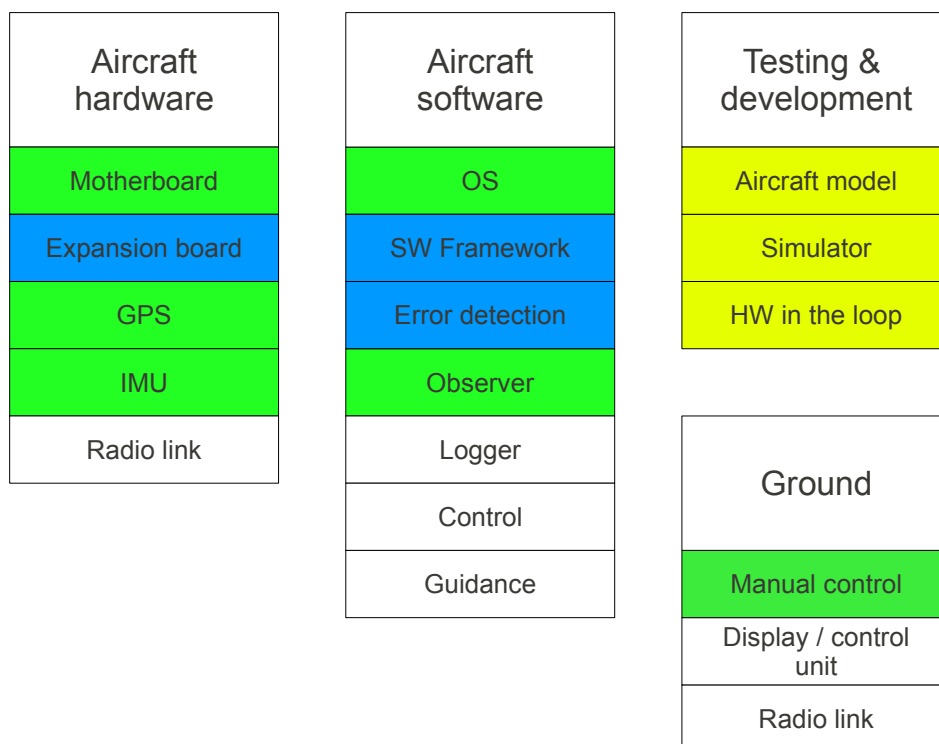 Aircraft
hardware
Motherboard
Expansion board
GPS
IMU
Radio link
Aircraft
software
OS
SW Framework
Error detection
Observer
Logger
Control
Guidance
Testing &
development
Aircraft model
Simulator
HW in the loop
Ground
Manual control
Display / control
unit
Radio link